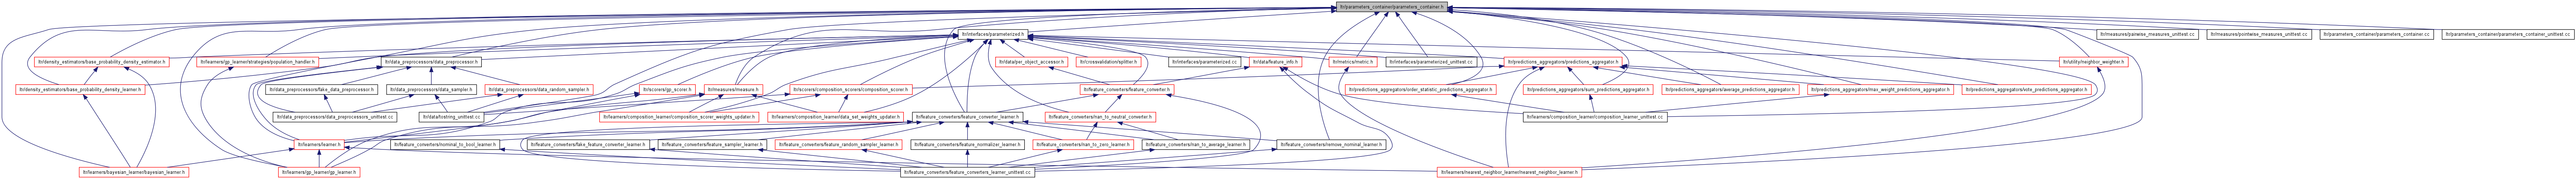 ltr/parameters_container/parameters_container.h
ltr/interfaces/parameterized.h
ltr/measures/pairwise_measures_unittest.cc
ltr/measures/pointwise_measures_unittest.cc
ltr/parameters_container/parameters_container.cc
ltr/parameters_container/parameters_container_unittest.cc
ltr/density_estimators/base_probability_density_estimator.h
ltr/learners/gp_learner/strategies/population_handler.h
ltr/data_preprocessors/data_preprocessor.h
ltr/data/per_object_accessor.h
ltr/crossvalidation/splitter.h
ltr/interfaces/parameterized.cc
ltr/data/feature_info.h
ltr/metrics/metric.h
ltr/interfaces/parameterized_unittest.cc
ltr/predictions_aggregators/predictions_aggregator.h
ltr/utility/neighbor_weighter.h
ltr/density_estimators/base_probability_density_learner.h
ltr/data_preprocessors/fake_data_preprocessor.h
ltr/data_preprocessors/data_sampler.h
ltr/data_preprocessors/data_random_sampler.h
ltr/scorers/gp_scorer.h
ltr/measures/measure.h
ltr/scorers/composition_scorers/composition_scorer.h
ltr/feature_converters/feature_converter.h
ltr/predictions_aggregators/order_statistic_predictions_aggregator.h
ltr/predictions_aggregators/sum_predictions_aggregator.h
ltr/predictions_aggregators/average_predictions_aggregator.h
ltr/predictions_aggregators/max_weight_predictions_aggregator.h
ltr/predictions_aggregators/vote_predictions_aggregator.h
ltr/data_preprocessors/data_preprocessors_unittest.cc
ltr/data/tostring_unittest.cc
ltr/learners/composition_learner/composition_scorer_weights_updater.h
ltr/learners/composition_learner/data_set_weights_updater.h
ltr/feature_converters/feature_converter_learner.h
ltr/feature_converters/nan_to_neutral_converter.h
ltr/learners/composition_learner/composition_learner_unittest.cc
ltr/learners/learner.h
ltr/feature_converters/nominal_to_bool_learner.h
ltr/feature_converters/fake_feature_converter_learner.h
ltr/feature_converters/feature_sampler_learner.h
ltr/feature_converters/feature_random_sampler_learner.h
ltr/feature_converters/feature_normalizer_learner.h
ltr/feature_converters/nan_to_zero_learner.h
ltr/feature_converters/nan_to_average_learner.h
ltr/feature_converters/remove_nominal_learner.h
ltr/learners/bayesian_learner/bayesian_learner.h
ltr/learners/gp_learner/gp_learner.h
ltr/feature_converters/feature_converters_learner_unittest.cc
ltr/learners/nearest_neighbor_learner/nearest_neighbor_learner.h